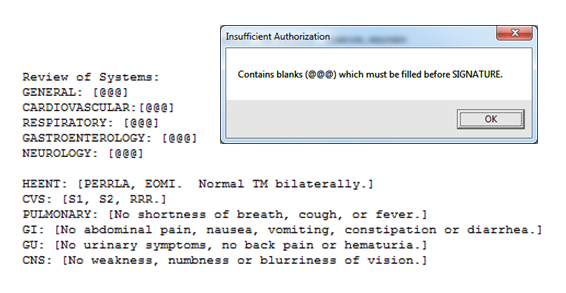 Insufficient Authorization
Contains blanks (@@@) which must be filled before SIGNATURE.
OK
Review of Systems:
GENERAL: [@@@]
CARDIOVASCULAR:[@@@]
RESPIRATORY: [@@@]
GASTROENTEROLOGY: [@@@]
NEUROLOGY: [@@@]
HEENT: [PERRLA, EOMI.  Normal TM bilaterally.]
CVS: [S1, S2, RRR.]
PULMONARY: [No shortness of breath, cough, or fever.]
GI: [No abdominal pain, nausea, vomiting, constipation or diarrhea.]
GU: [No urinary symptoms, no back pain or hematuria.]
CNS: [No weakness, numbness or blurriness of vision.]